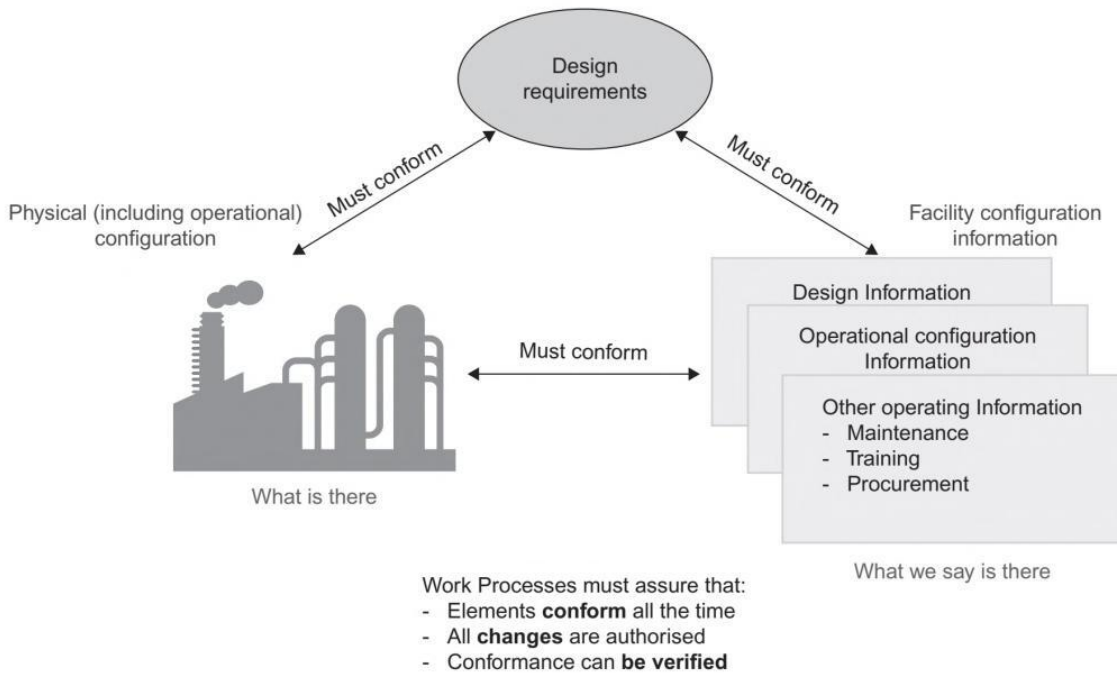 Design
requirements
Must conform
Must conform
Physical (including operational)
configuration
Facility configuration
information
Design Information
Operational configuration
Information
Must conform
Other operating Information
- Maintenance
- Training
- Procurement
What is there
What we say is there
Work Processes must assure that:
- Elements conform all the time
- All changes are authorised
- Conformance can be verified